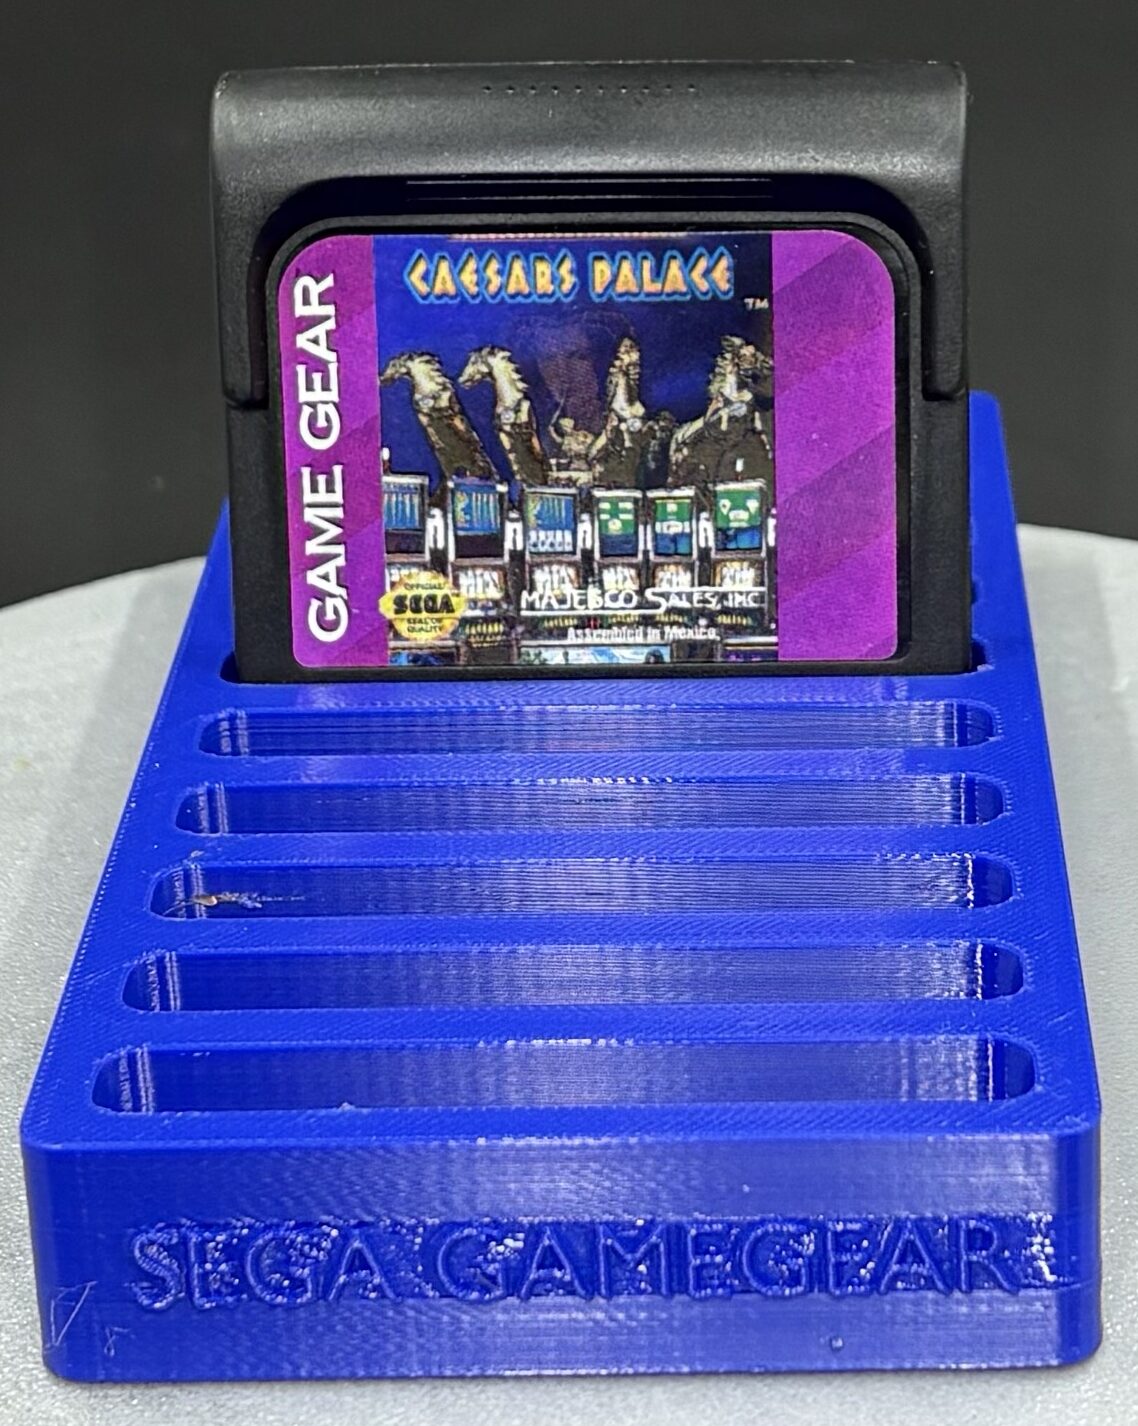 CAESARS PALACE
TM
GAME GEAR
OFFICIAL
SEGA
SEAL OF
QUALITY
MAJESCO SALES, INC
Assembled in Mexico
SEGA GAMEGEAR